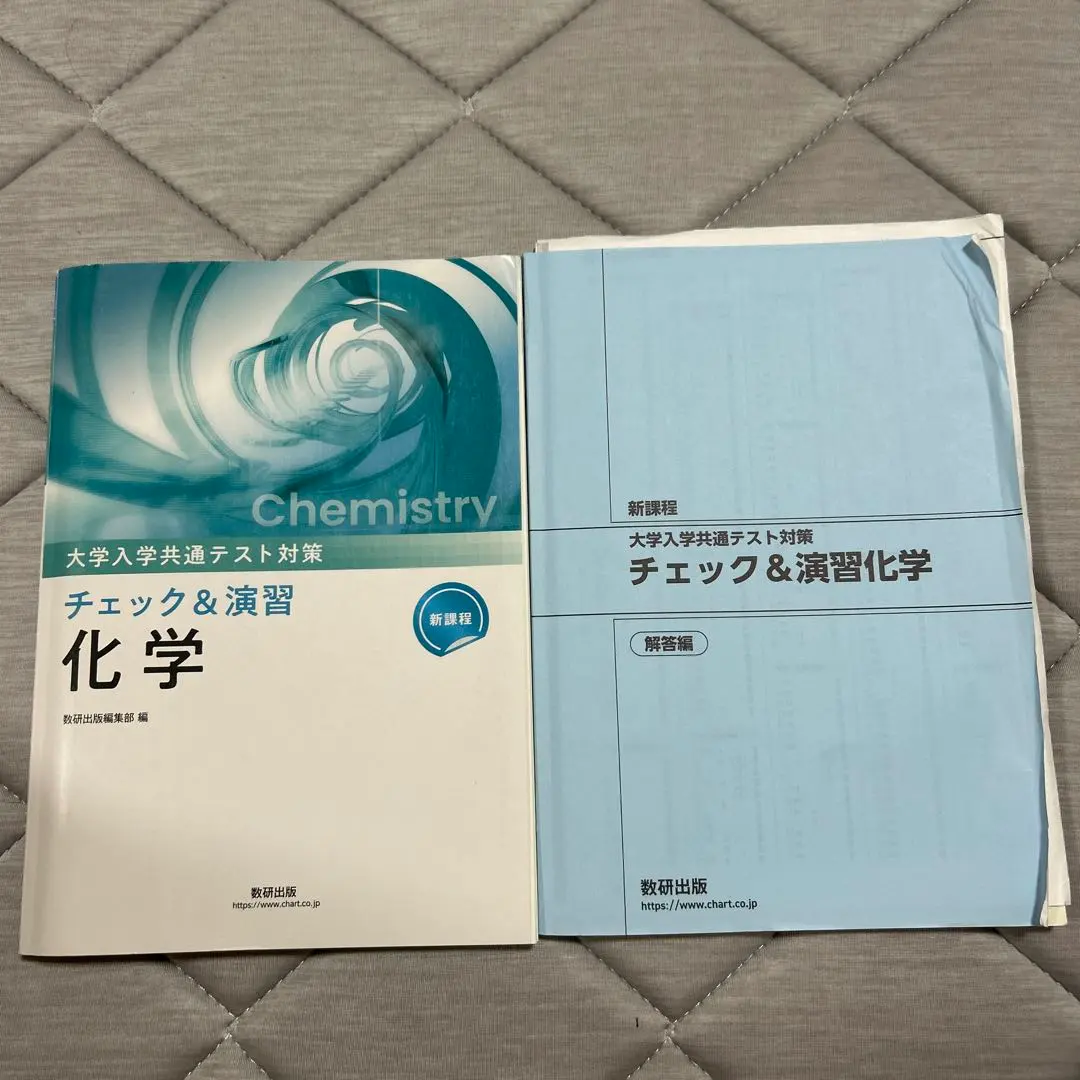 Chemistry
大学入学共通テスト対策
チェック&演習
化学
新課程
数研出版編集部 編
数研出版
https://www.chart.co.jp
新課程
大学入学共通テスト対策
チェック&演習化学
解答編
数研出版
https://www.chart.co.jp